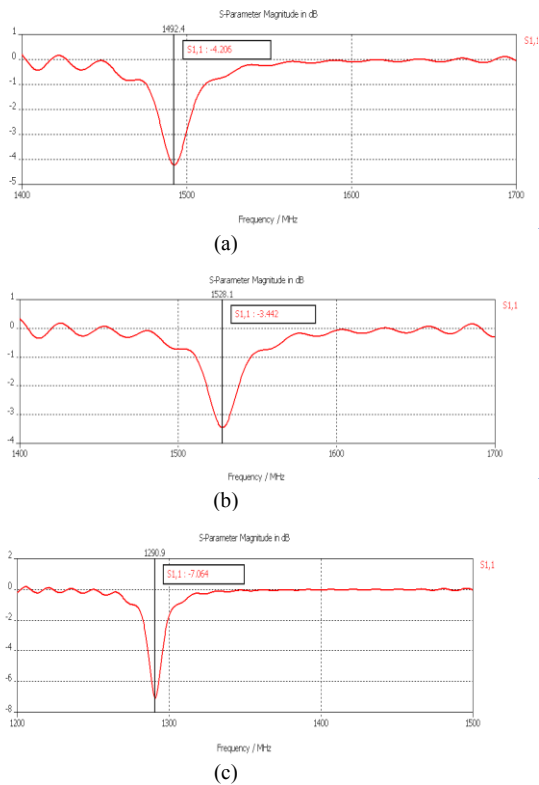 S-Parameter Magnitude in dB
1492.4
S1,1 : -4.206
S1,1
1
0
-1
-2
-3
-4
-5
1400 1500 1600 1700
Frequency / MHz
(a)
S-Parameter Magnitude in dB
1528.1
S1,1 : -3.442
S1,1
1
0
-1
-2
-3
-4
1400 1500 1600 1700
Frequency / MHz
(b)
S-Parameter Magnitude in dB
1290.9
S1,1 : -7.064
S1,1
2
0
-2
-4
-6
-8
1200 1300 1400 1500
Frequency / MHz
(c)